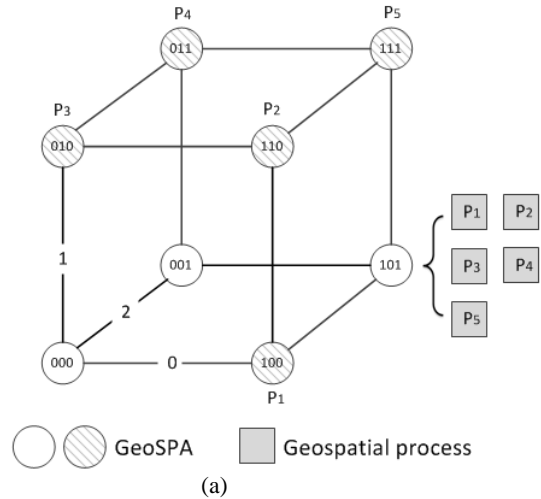 P4
P5
011
111
P3
P2
010
110
P1 P2
1
001
101
P3 P4
2
P5
000
0
100
P1
GeoSPA
Geospatial process
(a)